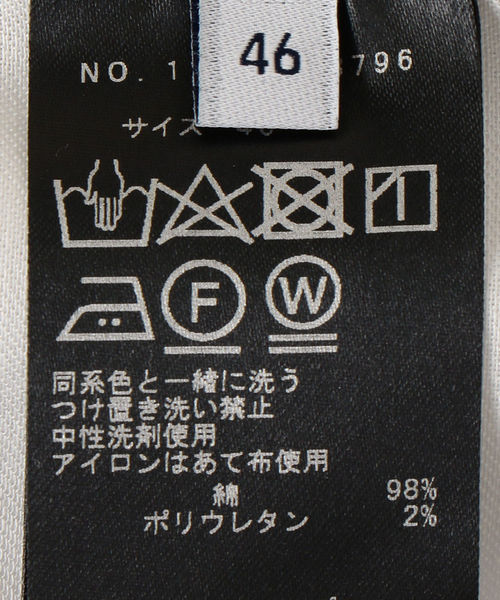 46
NO. 1 796
サイズ
F W
同系色と一緒に洗う
つけ置き洗い禁止
中性洗剤使用
アイロンはあて布使用
綿 98%
ポリウレタン 2%